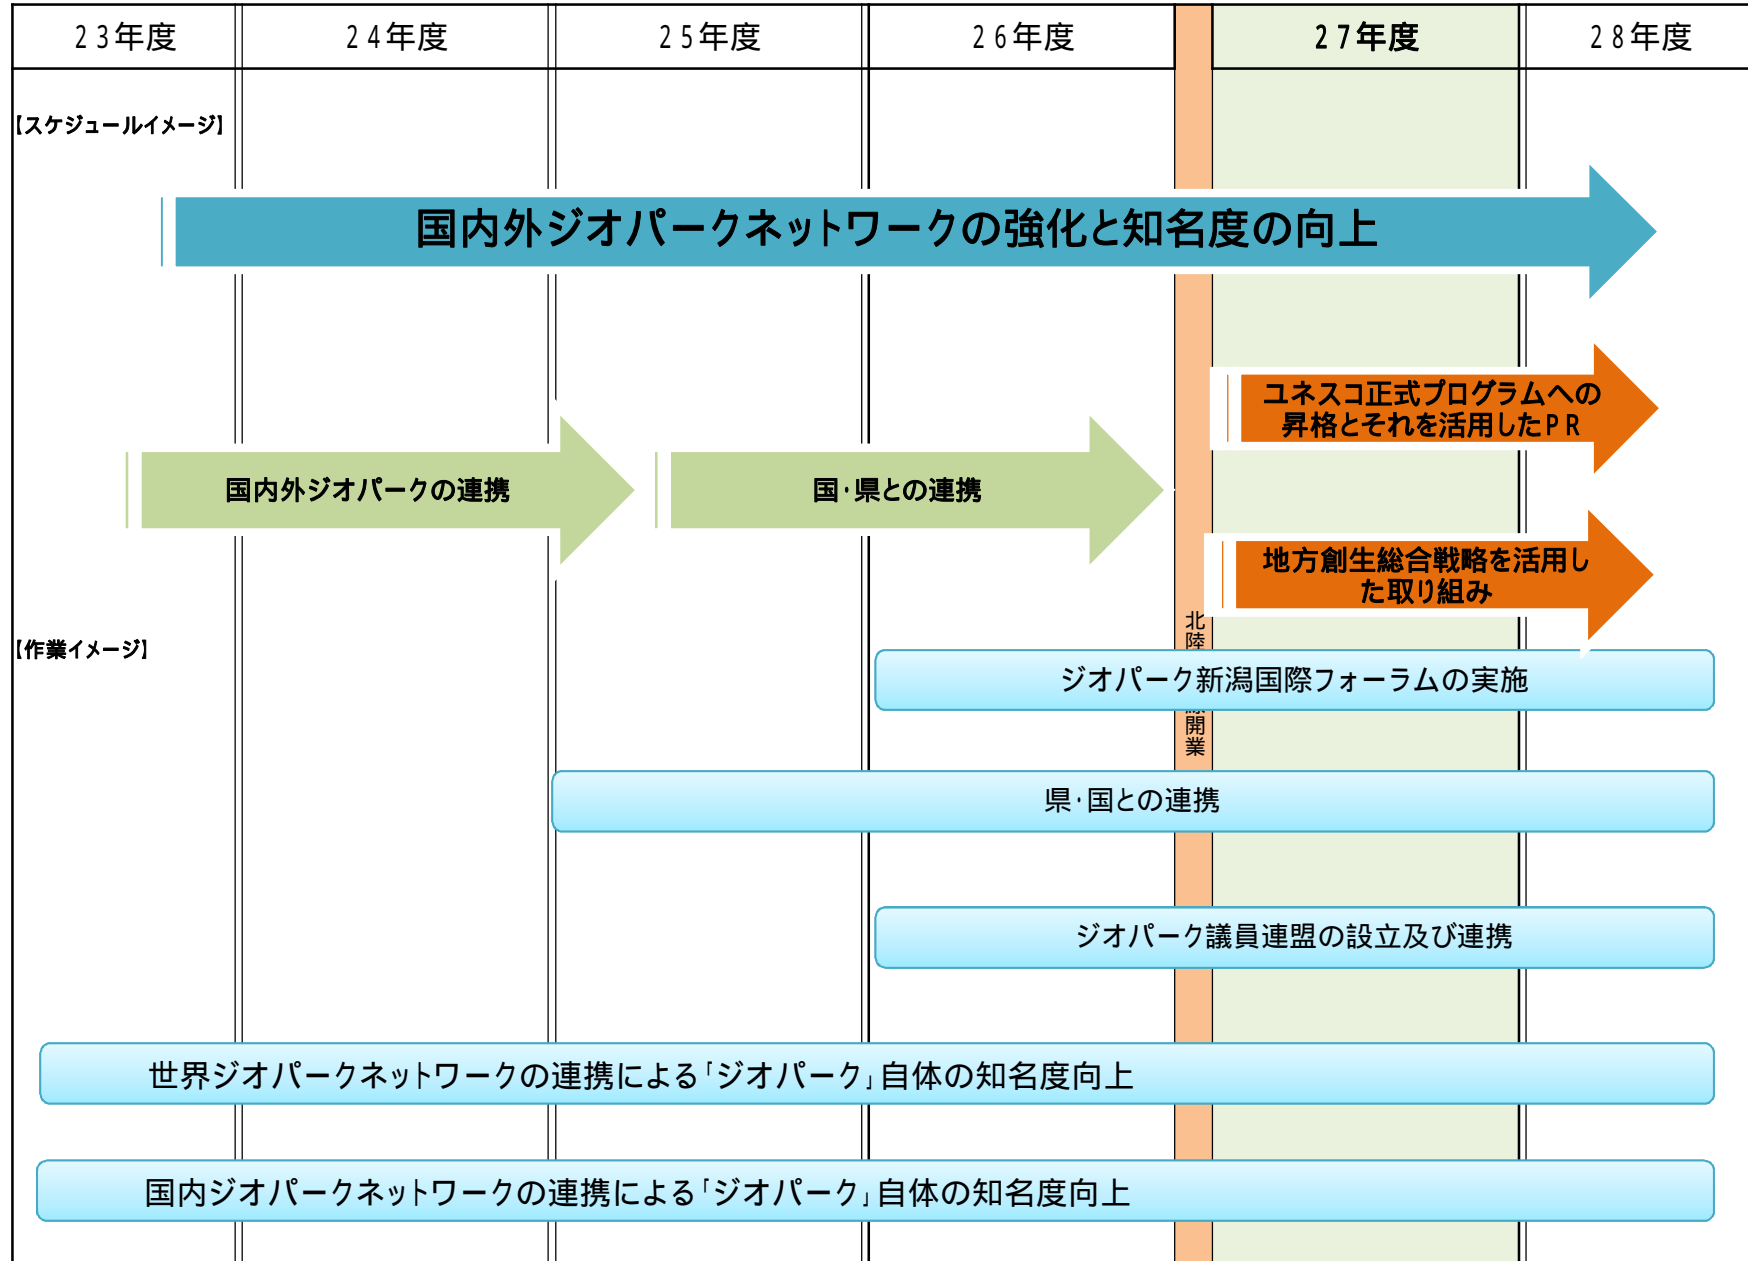 23年度 24年度 25年度 26年度 27年度 28年度
【スケジュールイメージ】
国内外ジオパークネットワークの強化と知名度の向上
ユネスコ正式プログラムへの
昇格とそれを活用したPR
国内外ジオパークの連携
国・県との連携
地方創生総合戦略を活用し
た取り組み
北陸
開業
【作業イメージ】
ジオパーク新潟国際フォーラムの実施
県・国との連携
ジオパーク議員連盟の設立及び連携
世界ジオパークネットワークの連携による「ジオパーク」自体の知名度向上
国内ジオパークネットワークの連携による「ジオパーク」自体の知名度向上